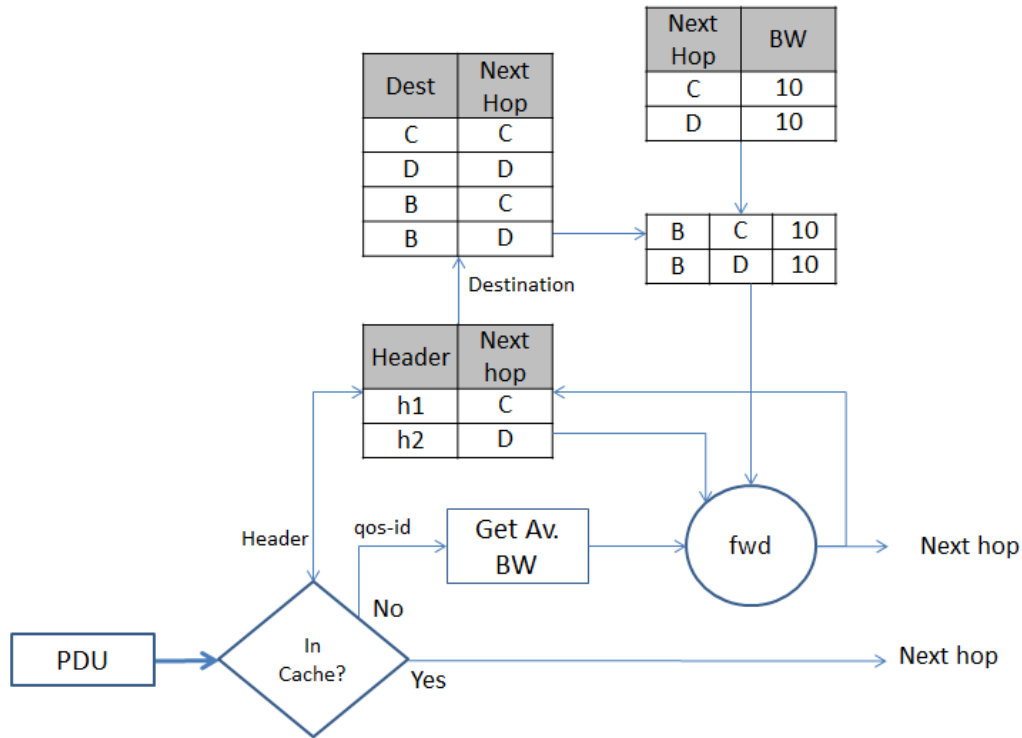 Next
Hop
BW
C
10
D
10
Dest
Next
Hop
C
C
D
D
B
C
B
D
B
C
10
B
D
10
Destination
Header
Next
hop
h1
C
h2
D
Header
qos-id
Get Av.
BW
fwd
Next hop
No
PDU
In
Cache?
Yes
Next hop